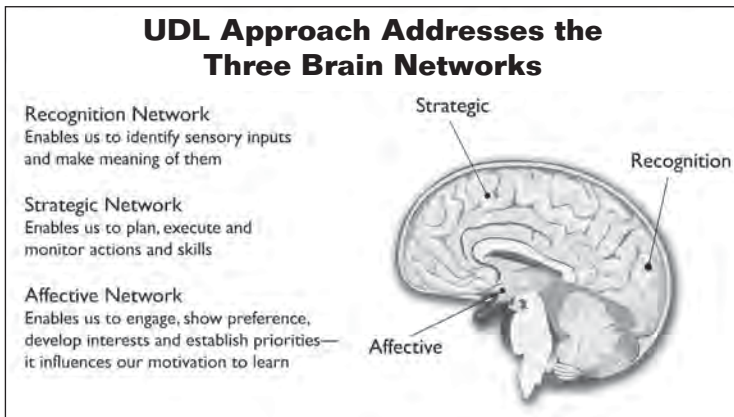 UDL Approach Addresses the
Three Brain Networks
Recognition Network
Enables us to identify sensory inputs
and make meaning of them
Strategic Network
Enables us to plan, execute and
monitor actions and skills
Affective Network
Enables us to engage, show preference,
develop interests and establish priorities—
it influences our motivation to learn
Strategic
Recognition
Affective